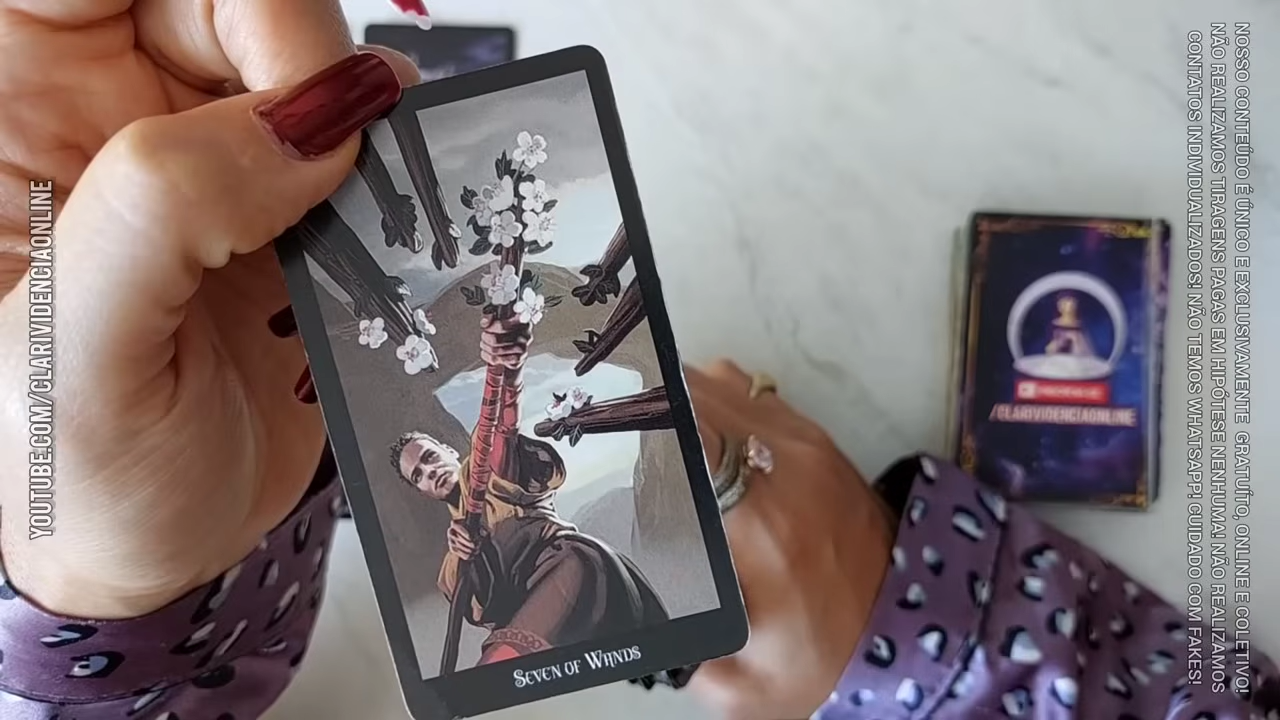 YOUTUBE.COM/CLARIVIDENCIAONLINE
SEVEN OF WANDS
/CLARIVIDENCIAONLINE
NOSSO CONTEÚDO É ÚNICO E EXCLUSIVAMENTE GRATUÍTO, ONLINE E COLETIVO!
NÃO REALIZAMOS TIRAGENS PAGAS EM HIPÓTESE NENHUMA! NÃO REALIZAMOS
CONTATOS INDIVIDUALIZADOS! NÃO TEMOS WHATSAPP! CUIDADO COM FAKES!